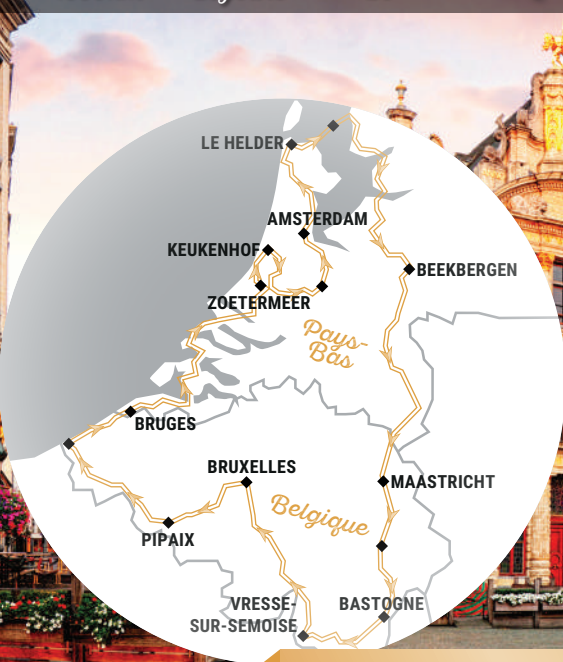 LE HELDER
AMSTERDAM
KEUKENHOF
BEEKBERGEN
ZOETERMEER
Pays-
Bas
BRUGES
BRUXELLES
MAASTRICHT
Belgique
PIPAIX
VRESSE-
SUR-SEMOISE
BASTOGNE